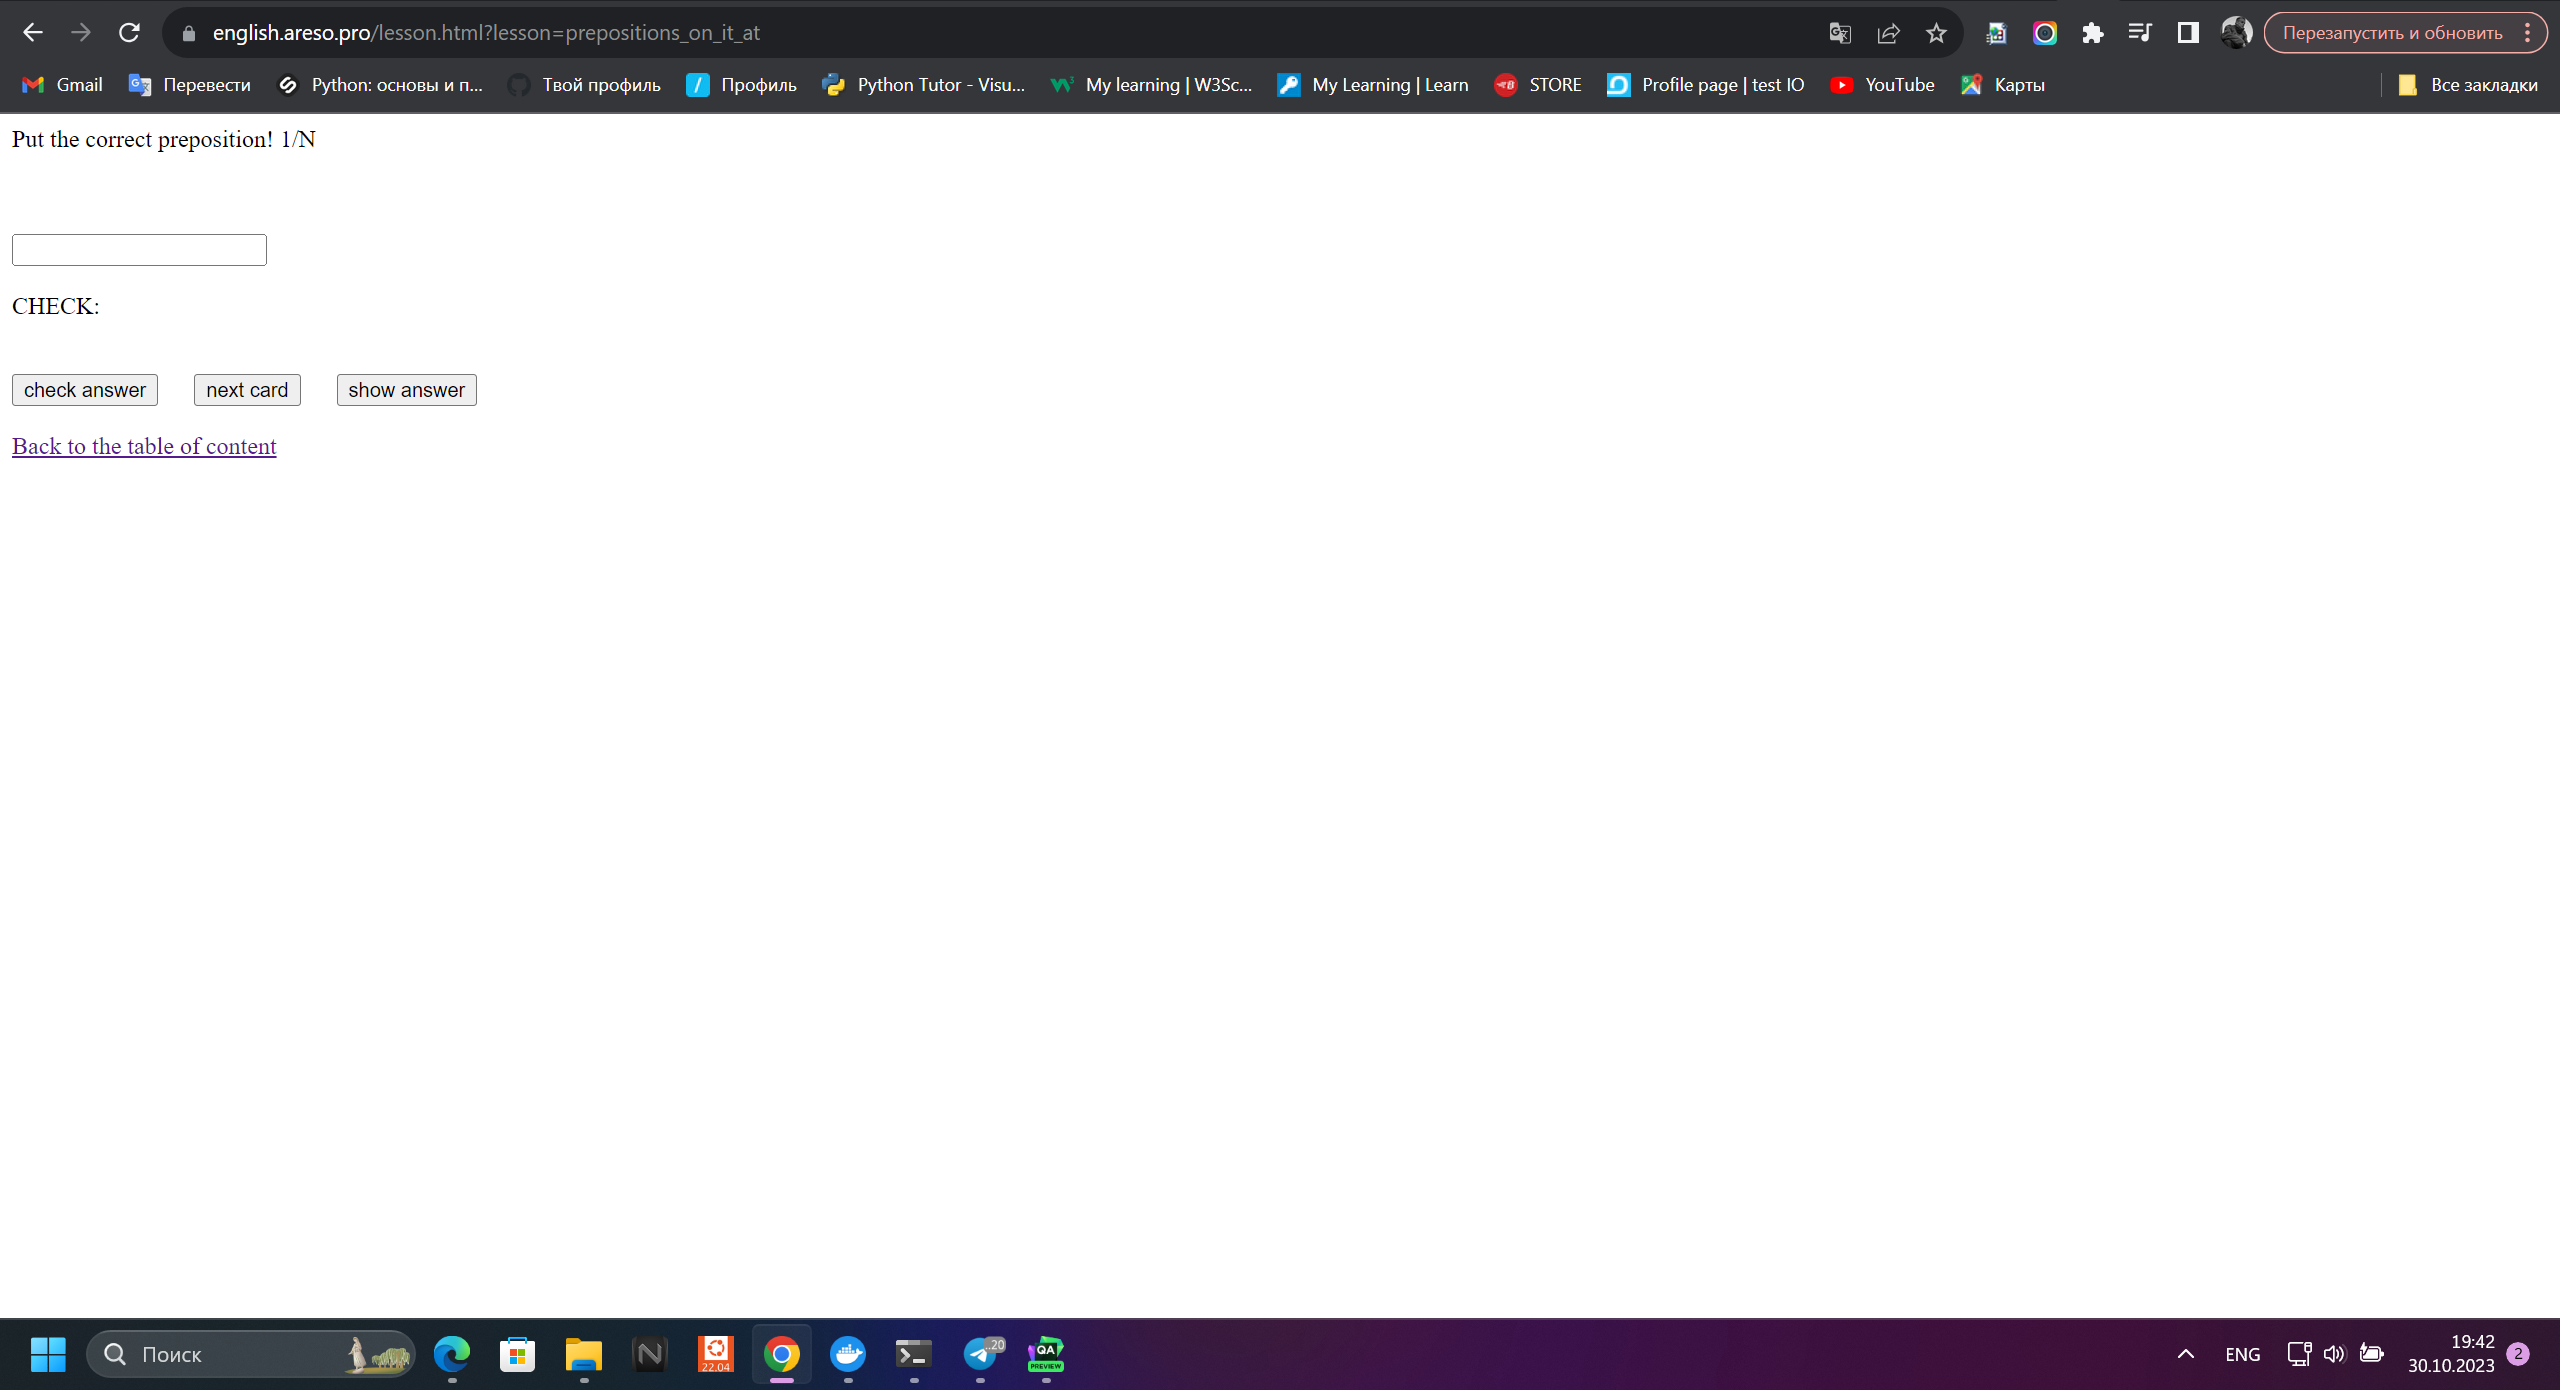 english.areso.pro/lesson.html?lesson=prepositions_on_it_at
Перезапустить и обновить
Gmail
Перевести
Python: основы и п...
Твой профиль
Профиль
Python Tutor - Visu...
My learning | W3Sc...
My Learning | Learn
STORE
Profile page | test IO
YouTube
Карты
Все закладки
Put the correct preposition! 1/N
CHECK:
check answer
next card
show answer
Back to the table of content
Поиск
22.04
..20
QA
PREVIEW
ENG
19:42
30.10.2023
2